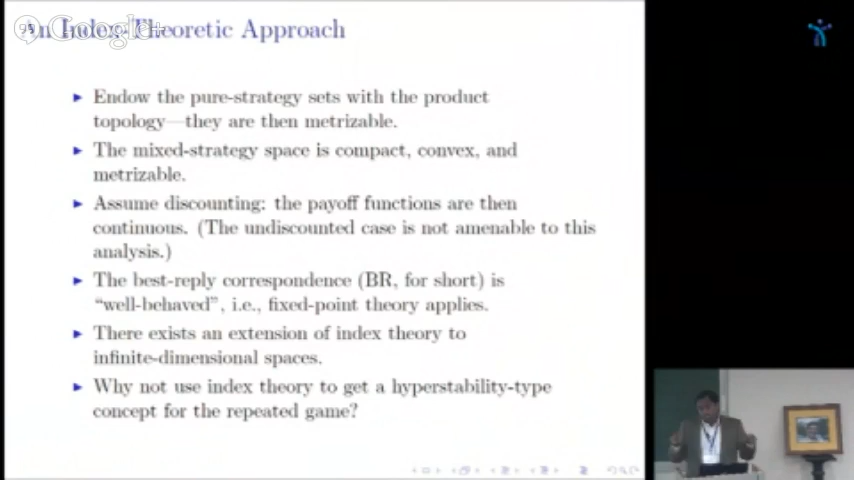 An Index-Theoretic Approach
Google+
► Endow the pure-strategy sets with the product
topology—they are then metrizable.
► The mixed-strategy space is compact, convex, and
metrizable.
► Assume discounting: the payoff functions are then
continuous. (The undiscounted case is not amenable to this
analysis.)
► The best-reply correspondence (BR, for short) is
“well-behaved”, i.e., fixed-point theory applies.
► There exists an extension of index theory to
infinite-dimensional spaces.
► Why not use index theory to get a hyperstability-type
concept for the repeated game?